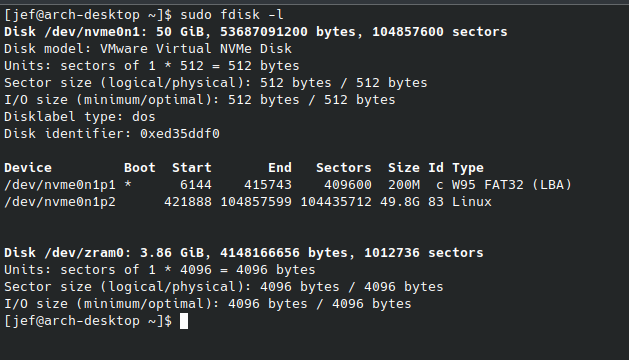 [jef@arch-desktop ~]$ sudo fdisk -l
Disk /dev/nvme0n1: 50 GiB, 53687091200 bytes, 104857600 sectors
Disk model: VMware Virtual NVMe Disk
Units: sectors of 1 * 512 = 512 bytes
Sector size (logical/physical): 512 bytes / 512 bytes
I/O size (minimum/optimal): 512 bytes / 512 bytes
Disklabel type: dos
Disk identifier: 0xed35ddf0
Device Boot Start End Sectors Size Id Type
/dev/nvme0n1p1 * 6144 415743 409600 200M c W95 FAT32 (LBA)
/dev/nvme0n1p2 421888 104857599 104435712 49.8G 83 Linux
Disk /dev/zram0: 3.86 GiB, 4148166656 bytes, 1012736 sectors
Units: sectors of 1 * 4096 = 4096 bytes
Sector size (logical/physical): 4096 bytes / 4096 bytes
I/O size (minimum/optimal): 4096 bytes / 4096 bytes
[jef@arch-desktop ~]$